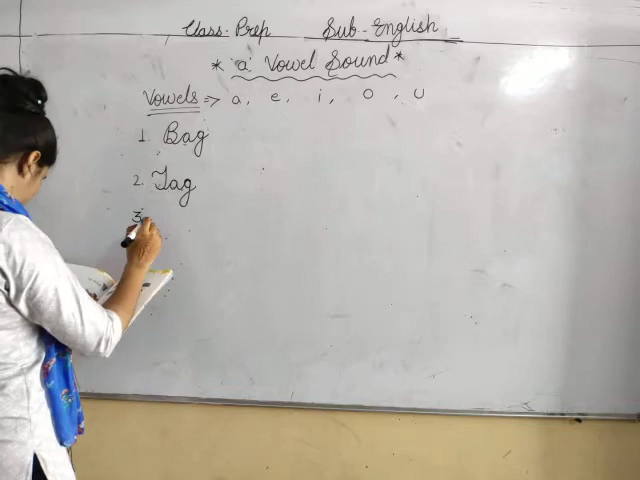 Class- Prep Sub- English
* a Vowel Sound *
Vowels => a, e, i, o, u
1. Bag
2. Tag
3.